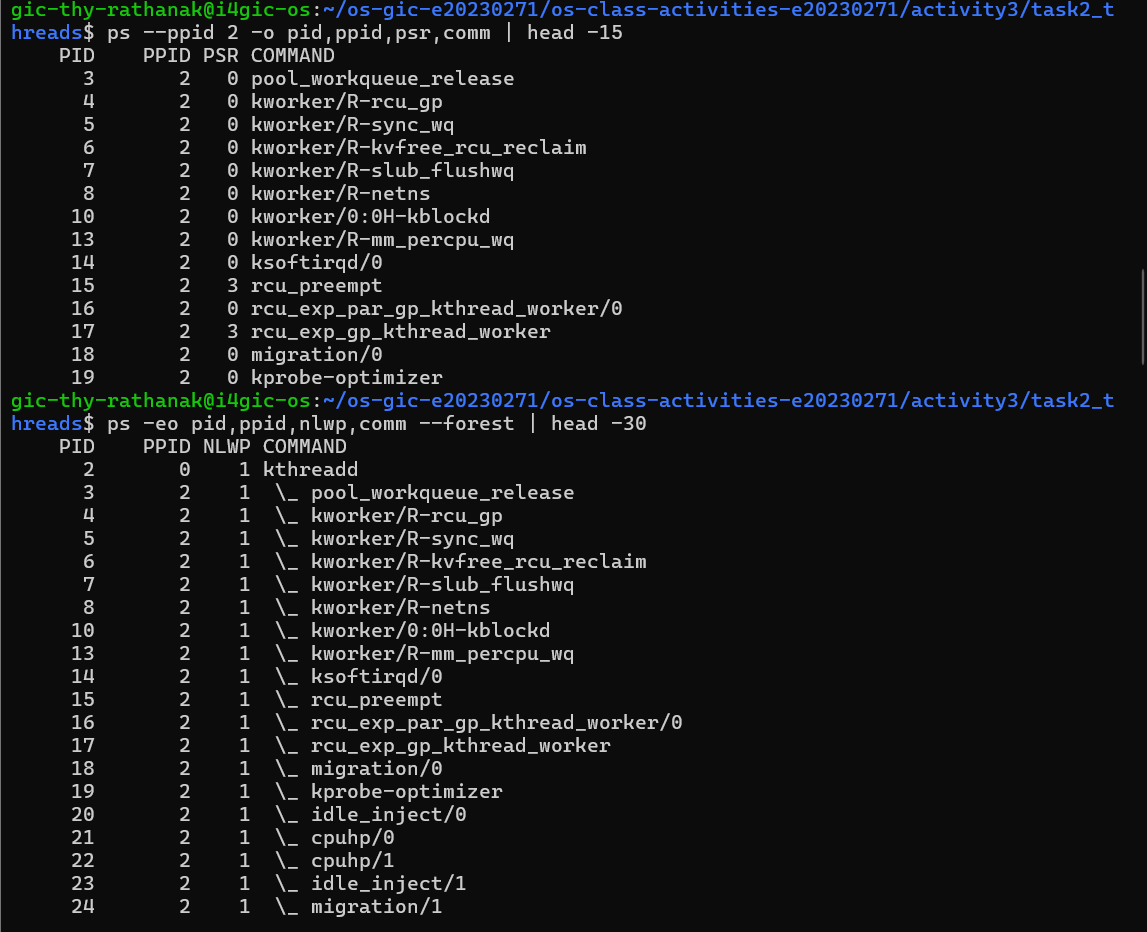 gic-thy-rathanak@i4gic-os:~/os-gic-e20230271/os-class-activities-e20230271/activity3/task2_t
hreads$ ps --ppid 2 -o pid,ppid,psr,comm | head -15
    PID    PPID PSR COMMAND
      3       2   0 pool_workqueue_release
      4       2   0 kworker/R-rcu_gp
      5       2   0 kworker/R-sync_wq
      6       2   0 kworker/R-kvfree_rcu_reclaim
      7       2   0 kworker/R-slub_flushwq
      8       2   0 kworker/R-netns
     10       2   0 kworker/0:0H-kblockd
     13       2   0 kworker/R-mm_percpu_wq
     14       2   0 ksoftirqd/0
     15       2   3 rcu_preempt
     16       2   0 rcu_exp_par_gp_kthread_worker/0
     17       2   3 rcu_exp_gp_kthread_worker
     18       2   0 migration/0
     19       2   0 kprobe-optimizer
gic-thy-rathanak@i4gic-os:~/os-gic-e20230271/os-class-activities-e20230271/activity3/task2_t
hreads$ ps -eo pid,ppid,nlwp,comm --forest | head -30
    PID    PPID NLWP COMMAND
      2       0    1 kthreadd
      3       2    1  \_ pool_workqueue_release
      4       2    1  \_ kworker/R-rcu_gp
      5       2    1  \_ kworker/R-sync_wq
      6       2    1  \_ kworker/R-kvfree_rcu_reclaim
      7       2    1  \_ kworker/R-slub_flushwq
      8       2    1  \_ kworker/R-netns
     10       2    1  \_ kworker/0:0H-kblockd
     13       2    1  \_ kworker/R-mm_percpu_wq
     14       2    1  \_ ksoftirqd/0
     15       2    1  \_ rcu_preempt
     16       2    1  \_ rcu_exp_par_gp_kthread_worker/0
     17       2    1  \_ rcu_exp_gp_kthread_worker
     18       2    1  \_ migration/0
     19       2    1  \_ kprobe-optimizer
     20       2    1  \_ idle_inject/0
     21       2    1  \_ cpuhp/0
     22       2    1  \_ cpuhp/1
     23       2    1  \_ idle_inject/1
     24       2    1  \_ migration/1